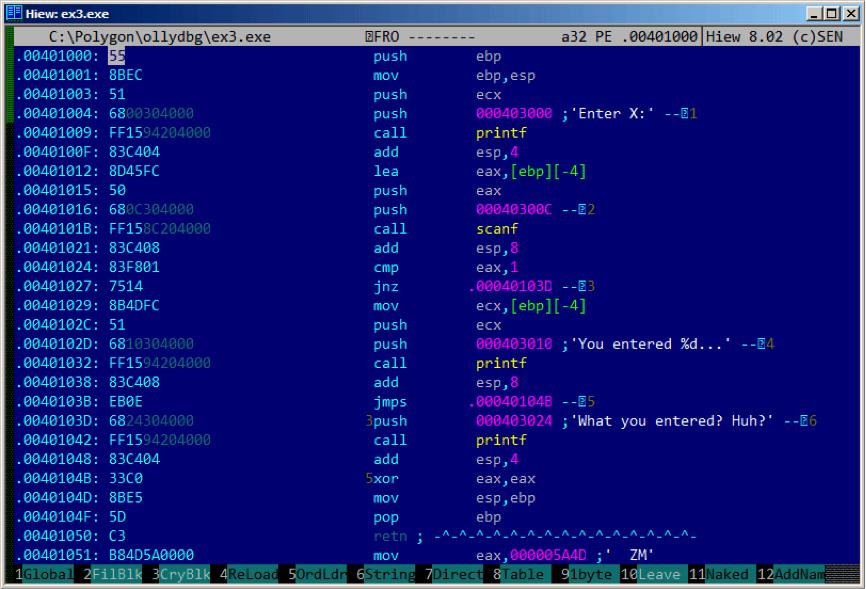 Hiew: ex3.exe
C:\Polygon\ollydbg\ex3.exe FRO -------- a32 PE .00401000|Hiew 8.02 (c)SEN
.00401000: 55 push ebp
.00401001: 8BEC mov ebp,esp
.00401003: 51 push ecx
.00401004: 6800304000 push 000403000 ;'Enter X:' --1
.00401009: FF1594204000 call printf
.0040100F: 83C404 add esp,4
.00401012: 8D45FC lea eax,[ebp][-4]
.00401015: 50 push eax
.00401016: 680C304000 push 00040300C --2
.0040101B: FF158C204000 call scanf
.00401021: 83C408 add esp,8
.00401024: 83F801 cmp eax,1
.00401027: 7514 jnz .00040103D --3
.00401029: 8B4DFC mov ecx,[ebp][-4]
.0040102C: 51 push ecx
.0040102D: 6810304000 push 000403010 ;'You entered %d...' --4
.00401032: FF1594204000 call printf
.00401038: 83C408 add esp,8
.0040103B: EB0E jmps .00040104B --5
.0040103D: 6824304000 3push 000403024 ;'What you entered? Huh?' --6
.00401042: FF1594204000 call printf
.00401048: 83C404 add esp,4
.0040104B: 33C0 5xor eax,eax
.0040104D: 8BE5 mov esp,ebp
.0040104F: 5D pop ebp
.00401050: C3 retn ; -^-^-^-^-^-^-^-^-^-^-^-^-^-
.00401051: B84D5A0000 mov eax,000005A4D ;' ZM'
1Global 2FilBlk 3CryBlk 4ReLoad 5OrdLdr 6String 7Direct 8Table 91byte 10Leave 11Naked 12AddNam